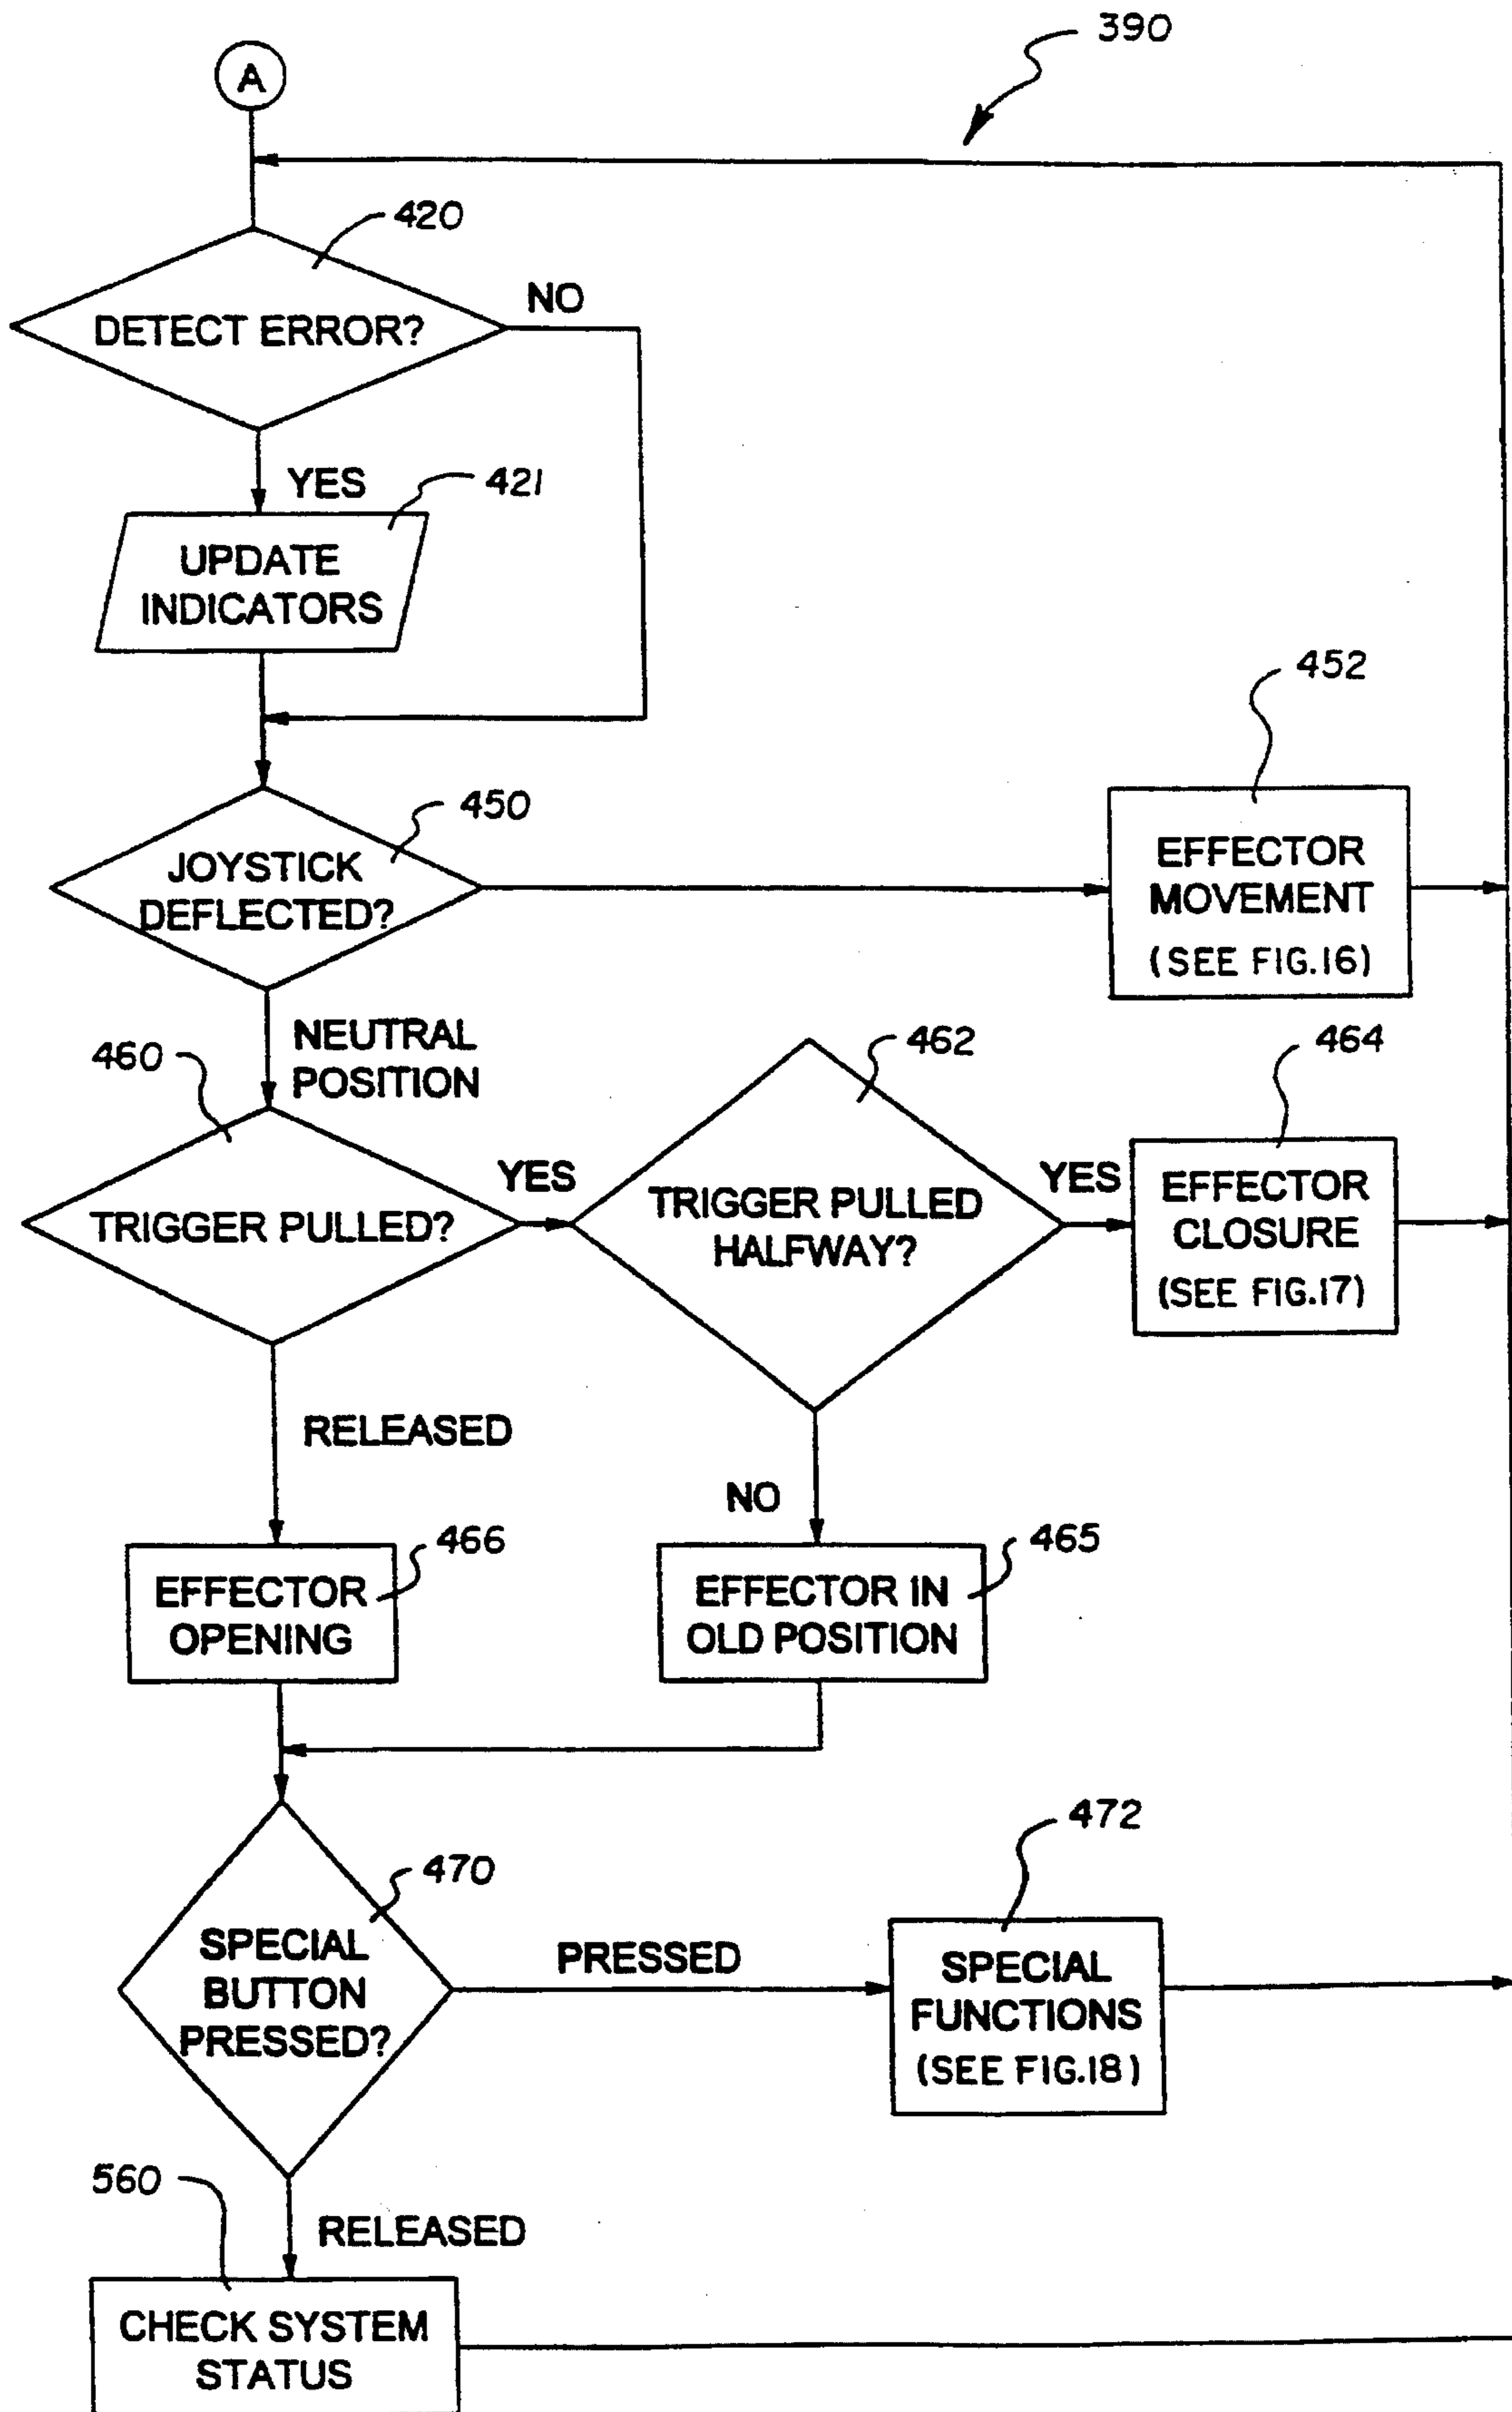 390
A
420
DETECT ERROR?
NO
YES
421
UPDATE
INDICATORS
450
JOYSTICK
DEFLECTED?
452
EFFECTOR
MOVEMENT
(SEE FIG.16)
NEUTRAL
POSITION
460
TRIGGER PULLED?
YES
462
TRIGGER PULLED
HALFWAY?
YES
464
EFFECTOR
CLOSURE
(SEE FIG.17)
RELEASED
NO
466
EFFECTOR
OPENING
465
EFFECTOR IN
OLD POSITION
470
SPECIAL
BUTTON
PRESSED?
PRESSED
472
SPECIAL
FUNCTIONS
(SEE FIG.18)
RELEASED
560
CHECK SYSTEM
STATUS